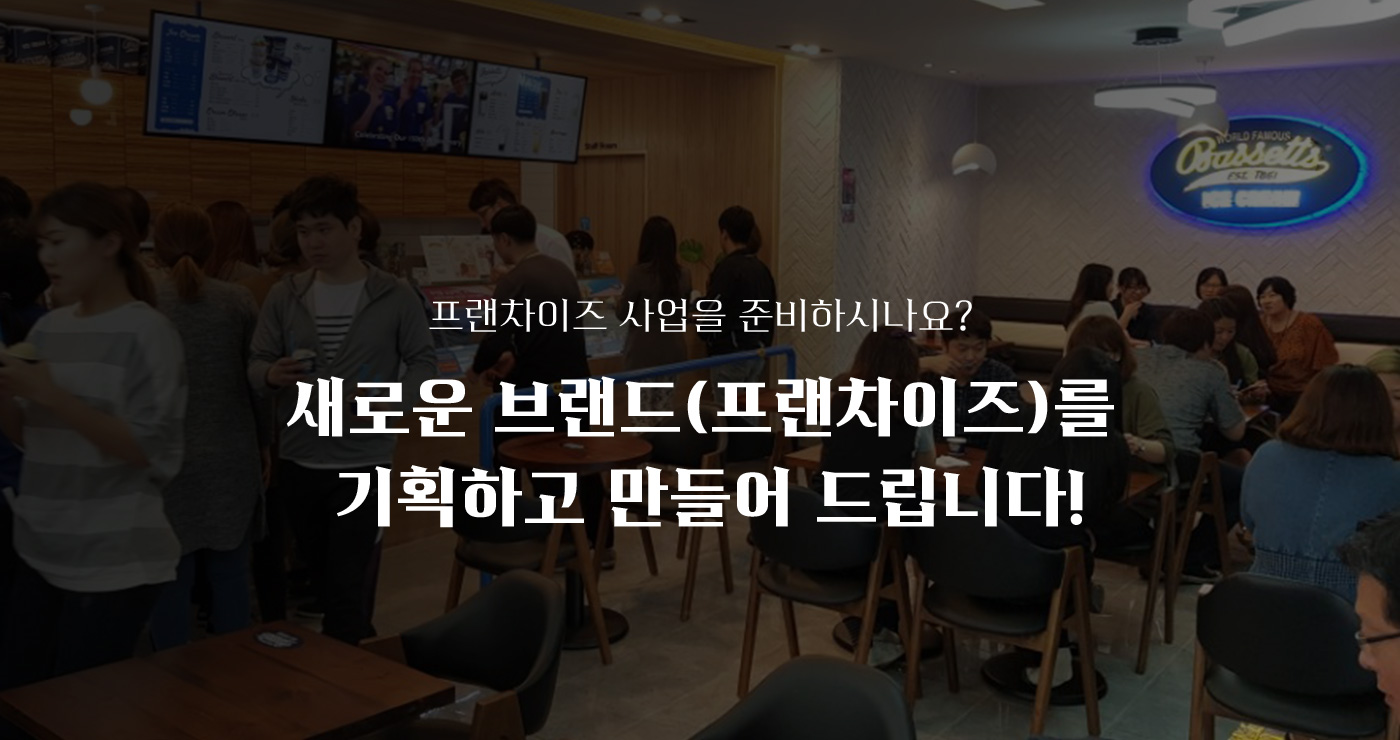 WORLD FAMOUS
Bassetts
EST. 1861
ICE CREAM
프랜차이즈 사업을 준비하시나요?
새로운 브랜드(프랜차이즈)를
기획하고 만들어 드립니다!